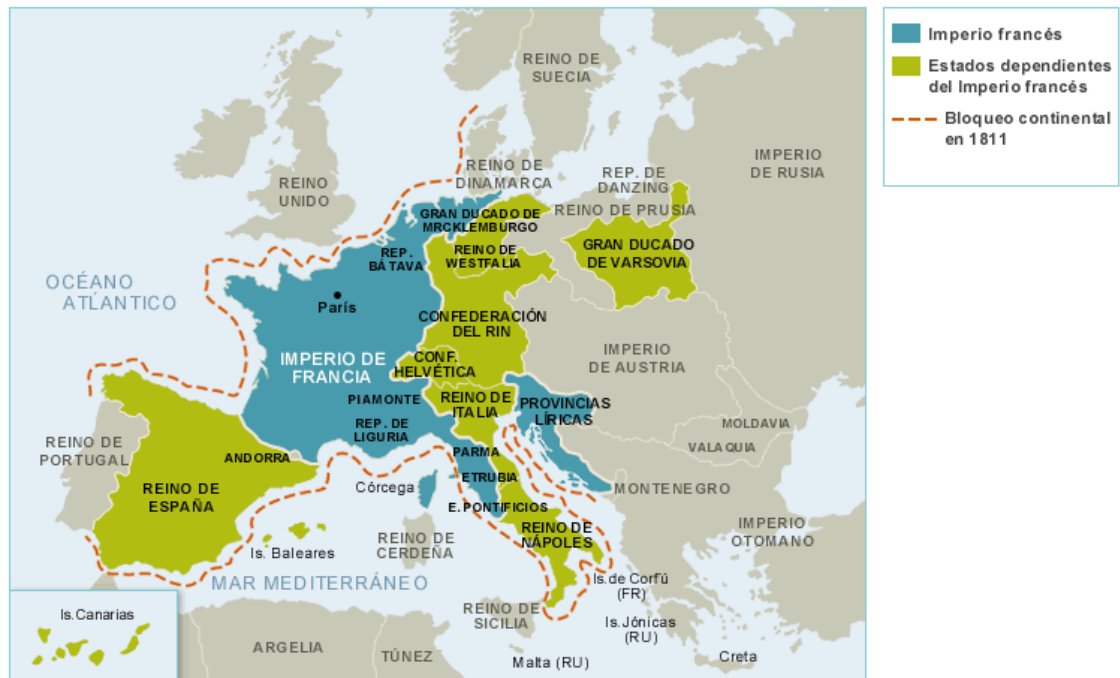 REINO DE
SUECIA
Imperio francés
Estados dependientes
del Imperio francés
Bloqueo continental
en 1811
REINO
UNIDO
REINO DE
DINAMARCA
REP. DE
DANZING
IMPERIO
DE RUSIA
GRAN DUCADO DE
MRCKLEMBURGO
REINO DE PRUSIA
REP.
BÁTAVA
REINO DE
WESTFALIA
GRAN DUCADO
DE VARSOVIA
OCÉANO
ATLÁNTICO
París
CONFEDERACIÓN
DEL RIN
IMPERIO DE
FRANCIA
CONF.
HELVÉTICA
IMPERIO
DE AUSTRIA
PIAMONTE
REINO DE
ITALIA
PROVINCIAS
LÍRICAS
REP. DE
LIGURIA
MOLDAVIA
VALAQUIA
REINO DE
PORTUGAL
ANDORRA
PARMA
ETRUBIA
REINO DE
ESPAÑA
Córcega
E. PONTIFICIOS
MONTENEGRO
REINO DE
CERDEÑA
REINO DE
NÁPOLES
IMPERIO
OTOMANO
Is. Baleares
MAR MEDITERRÁNEO
Is. de Corfú
(FR)
Is. Canarias
REINO DE
SICILIA
Is. Jónicas
(RU)
ARGELIA
TÚNEZ
Malta (RU)
Creta